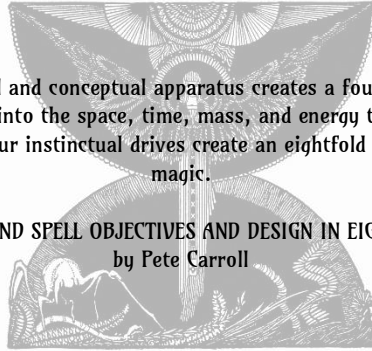 and conceptual apparatus creates a fou
into the space, time, mass, and energy t
ur instinctual drives create an eightfold
magic.
ND SPELL OBJECTIVES AND DESIGN IN EIG
by Pete Carroll